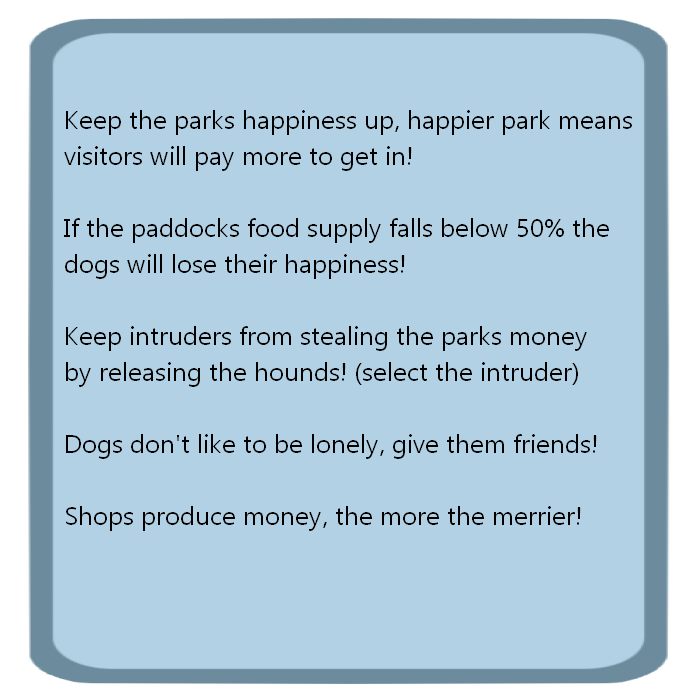 Keep the parks happiness up, happier park means
visitors will pay more to get in!
If the paddocks food supply falls below 50% the
dogs will lose their happiness!
Keep intruders from stealing the parks money
by releasing the hounds! (select the intruder)
Dogs don't like to be lonely, give them friends!
Shops produce money, the more the merrier!